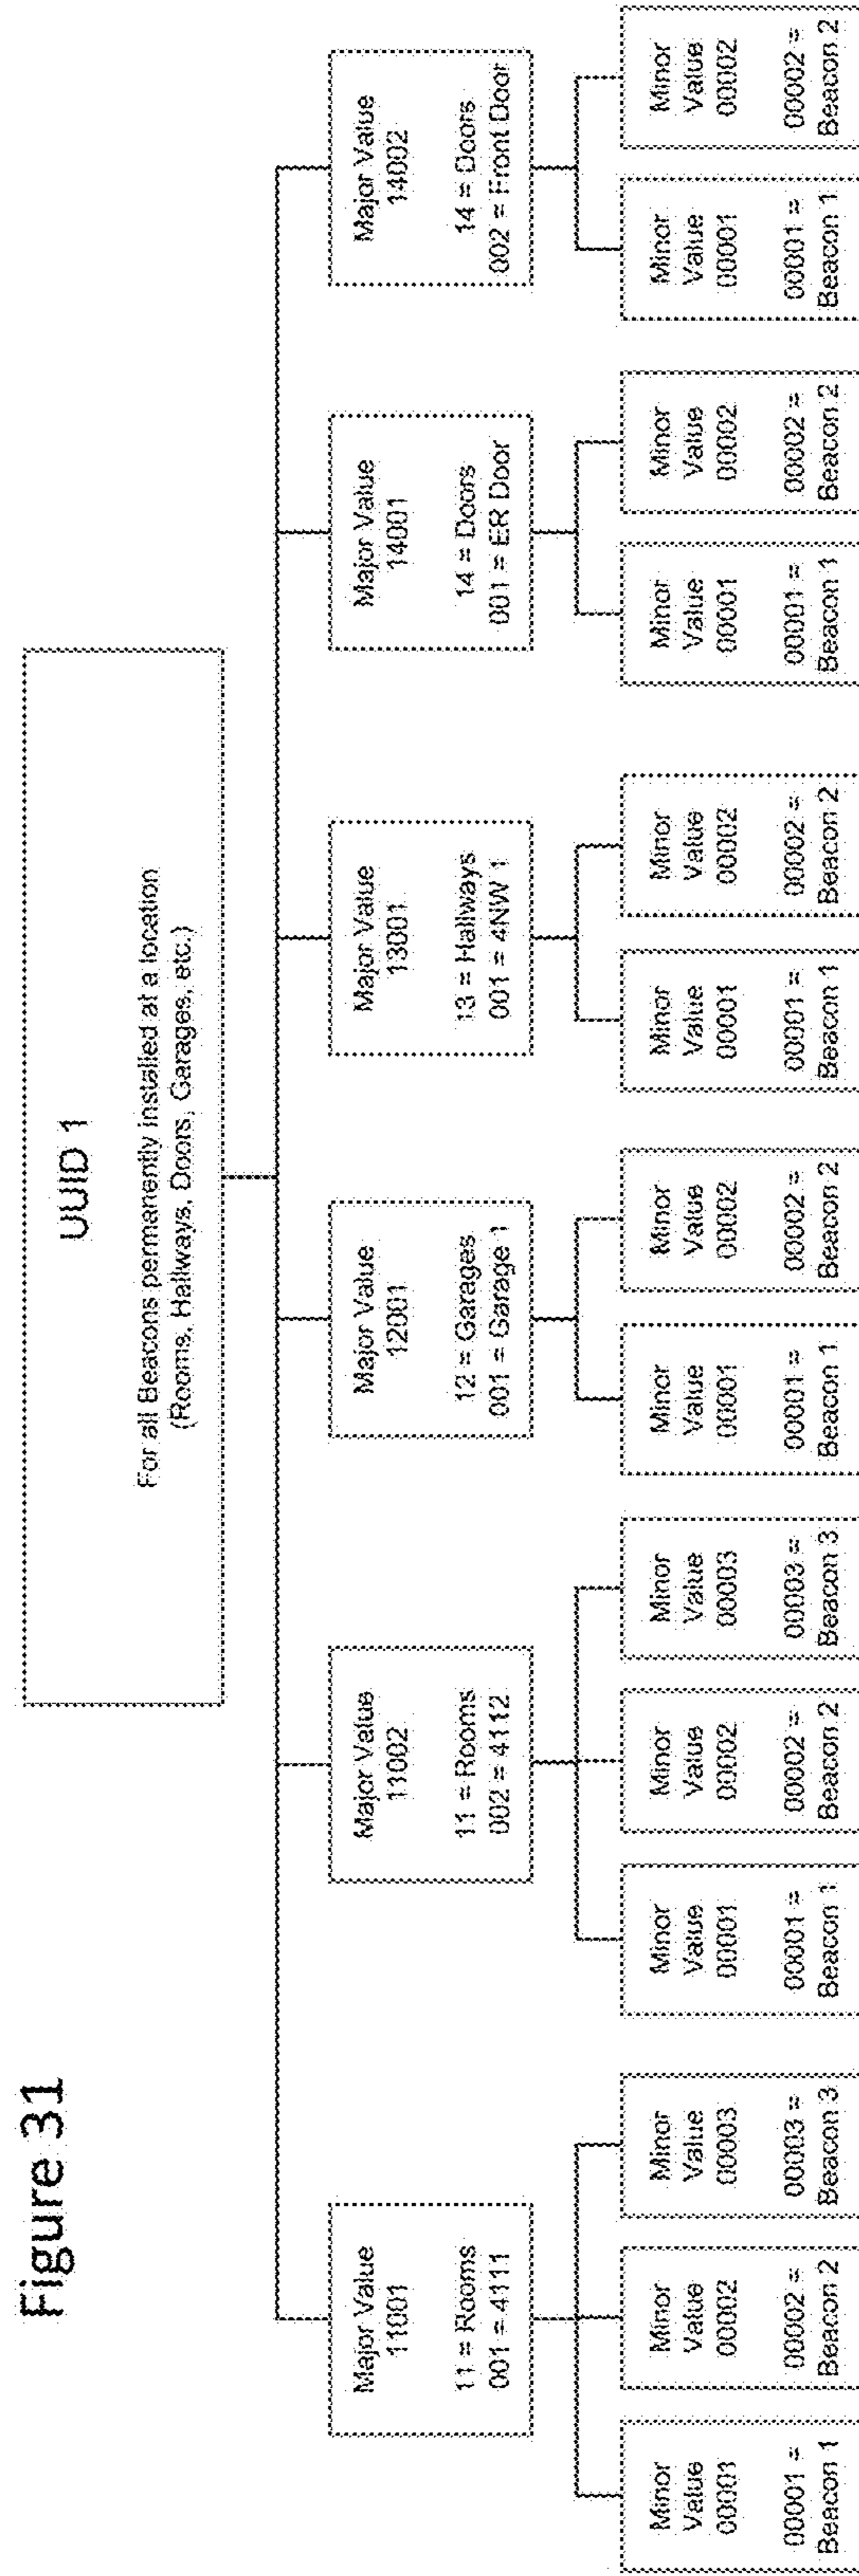 Figure 31
UUID 1
For all Beacons permanently installed at a location
(Rooms, Hallways, Doors, Garages, etc.)
Major Value
11001
11 = Rooms
001 = 4111
Major Value
11002
11 = Rooms
002 = 4112
Major Value
12001
12 = Garages
001 = Garage 1
Major Value
13001
13 = Hallways
001 = 4NW 1
Major Value
14001
14 = Doors
001 = ER Door
Major Value
14002
14 = Doors
002 = Front Door
Minor
Value
00001
00001 =
Beacon 1
Minor
Value
00002
00002 =
Beacon 2
Minor
Value
00003
00003 =
Beacon 3
Minor
Value
00001
00001 =
Beacon 1
Minor
Value
00002
00002 =
Beacon 2
Minor
Value
00003
00003 =
Beacon 3
Minor
Value
00001
00001 =
Beacon 1
Minor
Value
00002
00002 =
Beacon 2
Minor
Value
00001
00001 =
Beacon 1
Minor
Value
00002
00002 =
Beacon 2
Minor
Value
00001
00001 =
Beacon 1
Minor
Value
00002
00002 =
Beacon 2
Minor
Value
00001
00001 =
Beacon 1
Minor
Value
00002
00002 =
Beacon 2